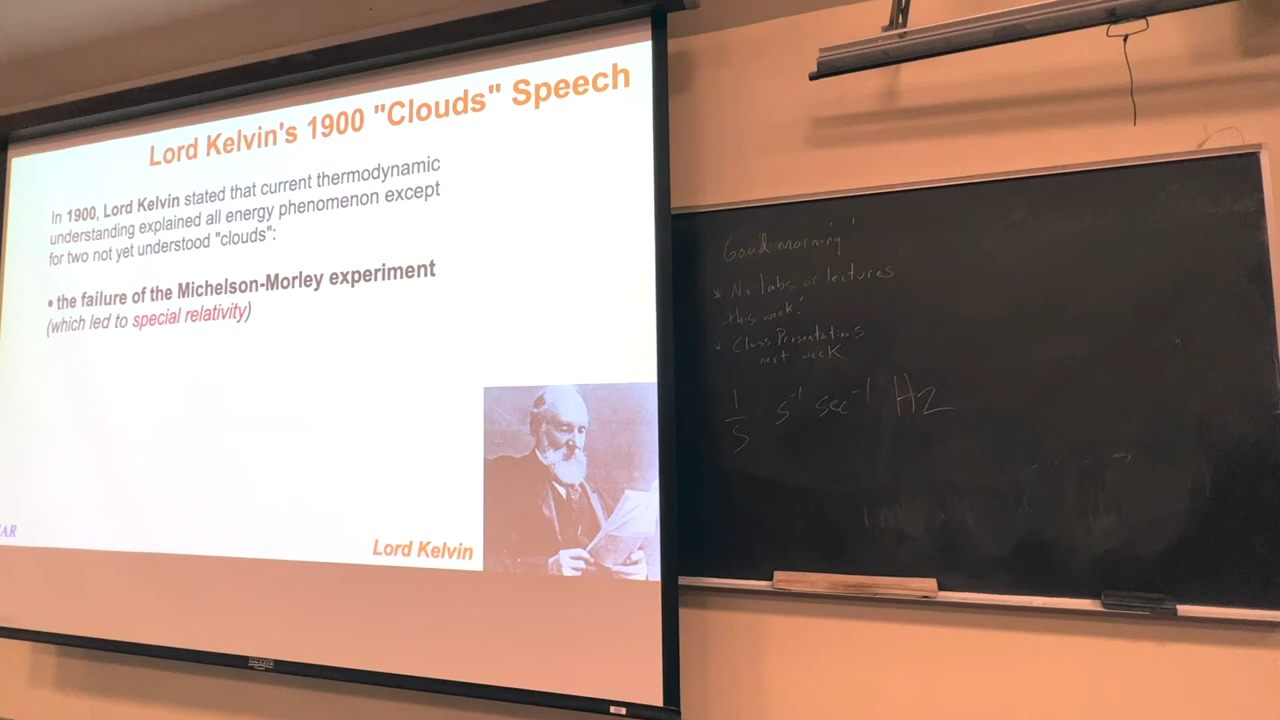 Lord Kelvin's 1900 "Clouds" Speech
In 1900, Lord Kelvin stated that current thermodynamic
understanding explained all energy phenomenon except
for two not yet understood "clouds":
• the failure of the Michelson-Morley experiment
(which led to special relativity)
AR
Lord Kelvin
Good morning!
* No labs or lectures
this week!
* Class Presentations
next week
1/s s⁻¹ sec⁻¹ Hz